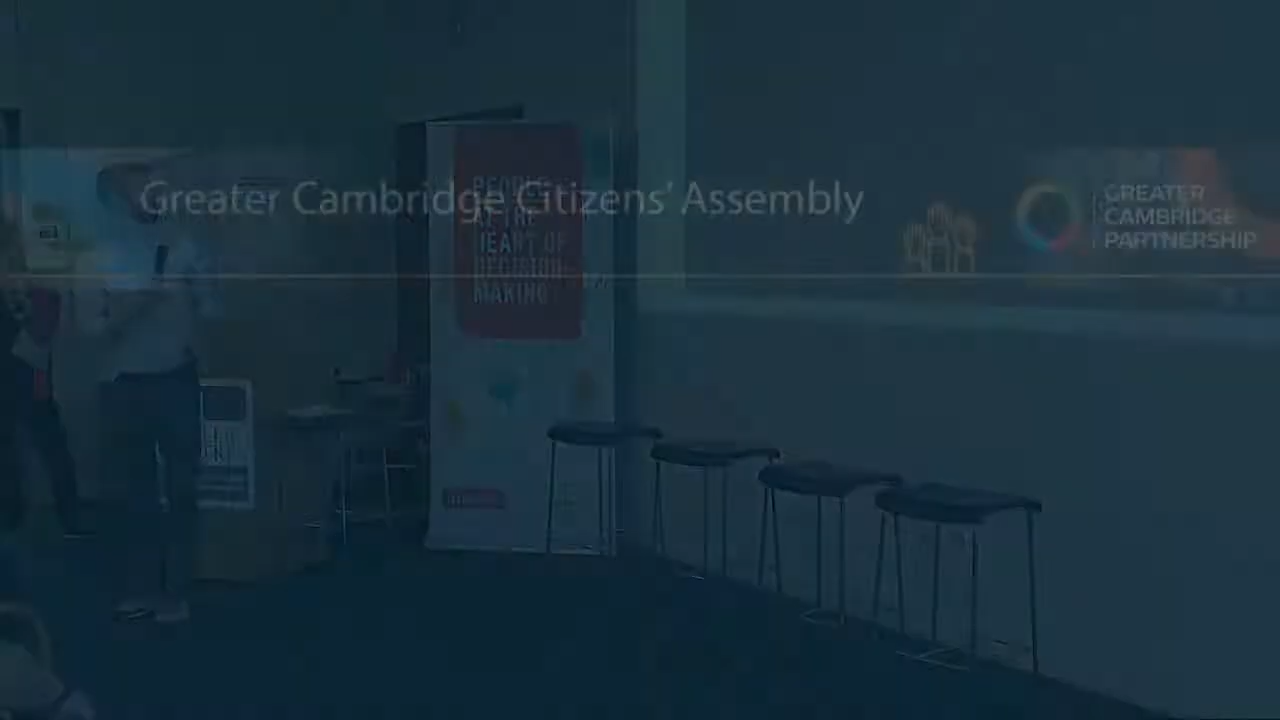 Greater Cambridge Citizens' Assembly
GREATER
CAMBRIDGE
PARTNERSHIP
PEOPLE
AT THE
HEART OF
DECISION-
MAKING